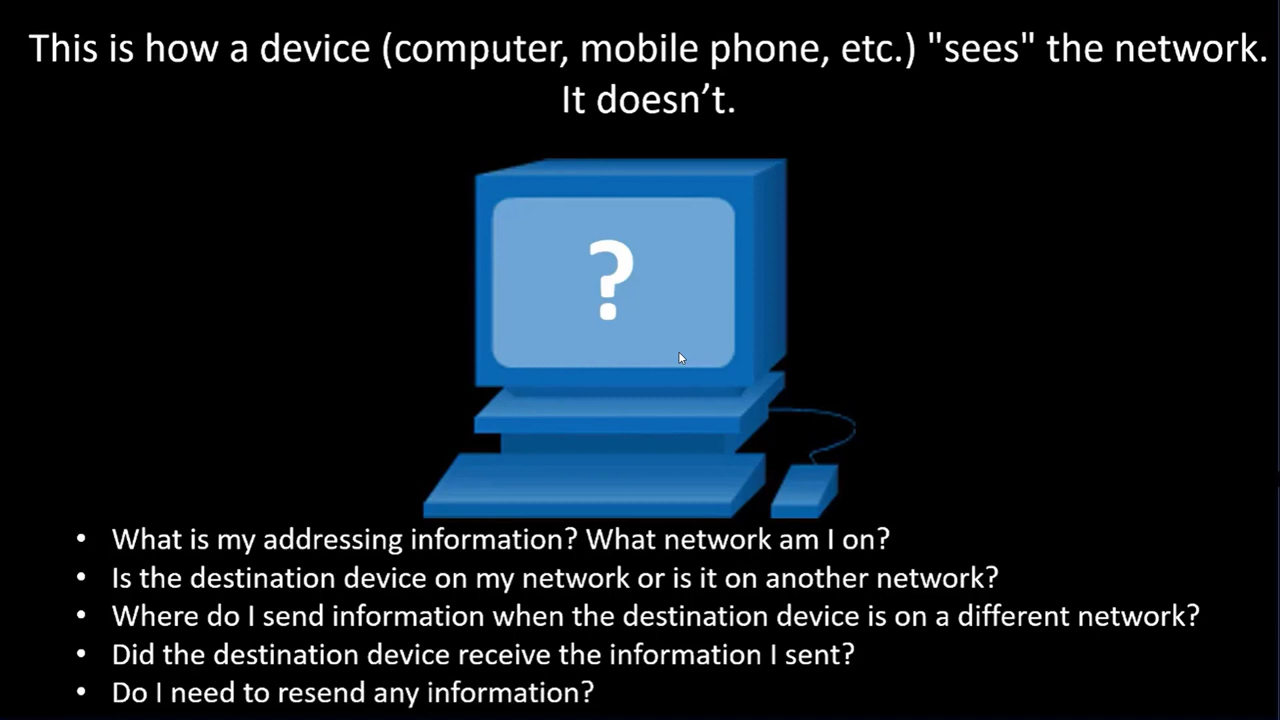 This is how a device (computer, mobile phone, etc.) "sees" the network.
It doesn’t.
?
• What is my addressing information? What network am I on?
• Is the destination device on my network or is it on another network?
• Where do I send information when the destination device is on a different network?
• Did the destination device receive the information I sent?
• Do I need to resend any information?